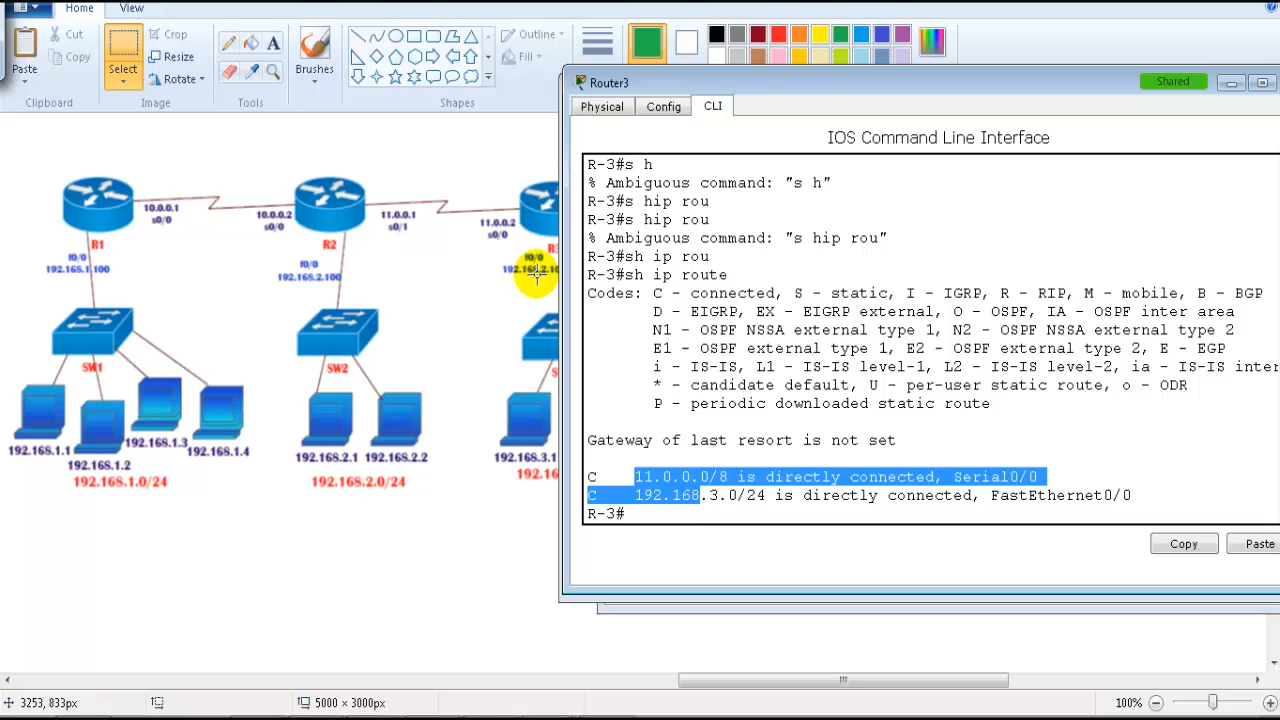 Home
View
Paste
Cut
Copy
Clipboard
Select
Crop
Resize
Rotate
Image
A
Tools
Brushes
Outline
Fill
Shapes
Router3
Shared
Physical
Config
CLI
IOS Command Line Interface
R-3#s h
% Ambiguous command: "s h"
R-3#s hip rou
R-3#s hip rou
% Ambiguous command: "s hip rou"
R-3#sh ip rou
R-3#sh ip route
Codes: C - connected, S - static, I - IGRP, R - RIP, M - mobile, B - BGP
D - EIGRP, EX - EIGRP external, O - OSPF, IA - OSPF inter area
N1 - OSPF NSSA external type 1, N2 - OSPF NSSA external type 2
E1 - OSPF external type 1, E2 - OSPF external type 2, E - EGP
i - IS-IS, L1 - IS-IS level-1, L2 - IS-IS level-2, ia - IS-IS inter
* - candidate default, U - per-user static route, o - ODR
P - periodic downloaded static route
Gateway of last resort is not set
C 11.0.0.0/8 is directly connected, Serial0/0
C 192.168.3.0/24 is directly connected, FastEthernet0/0
R-3#
Copy
Paste
10.0.0.1
s0/0
10.0.0.2
s0/0
11.0.0.1
s0/1
11.0.0.2
s0/0
R1
R2
f0/0
192.168.1.100
f0/0
192.168.2.100
f0/0
SW1
SW2
192.168.1.1
192.168.1.2
192.168.1.3
192.168.1.4
192.168.2.1
192.168.2.2
192.168.3.1
192.168.1.0/24
192.168.2.0/24
3253, 833px
5000 × 3000px
100%